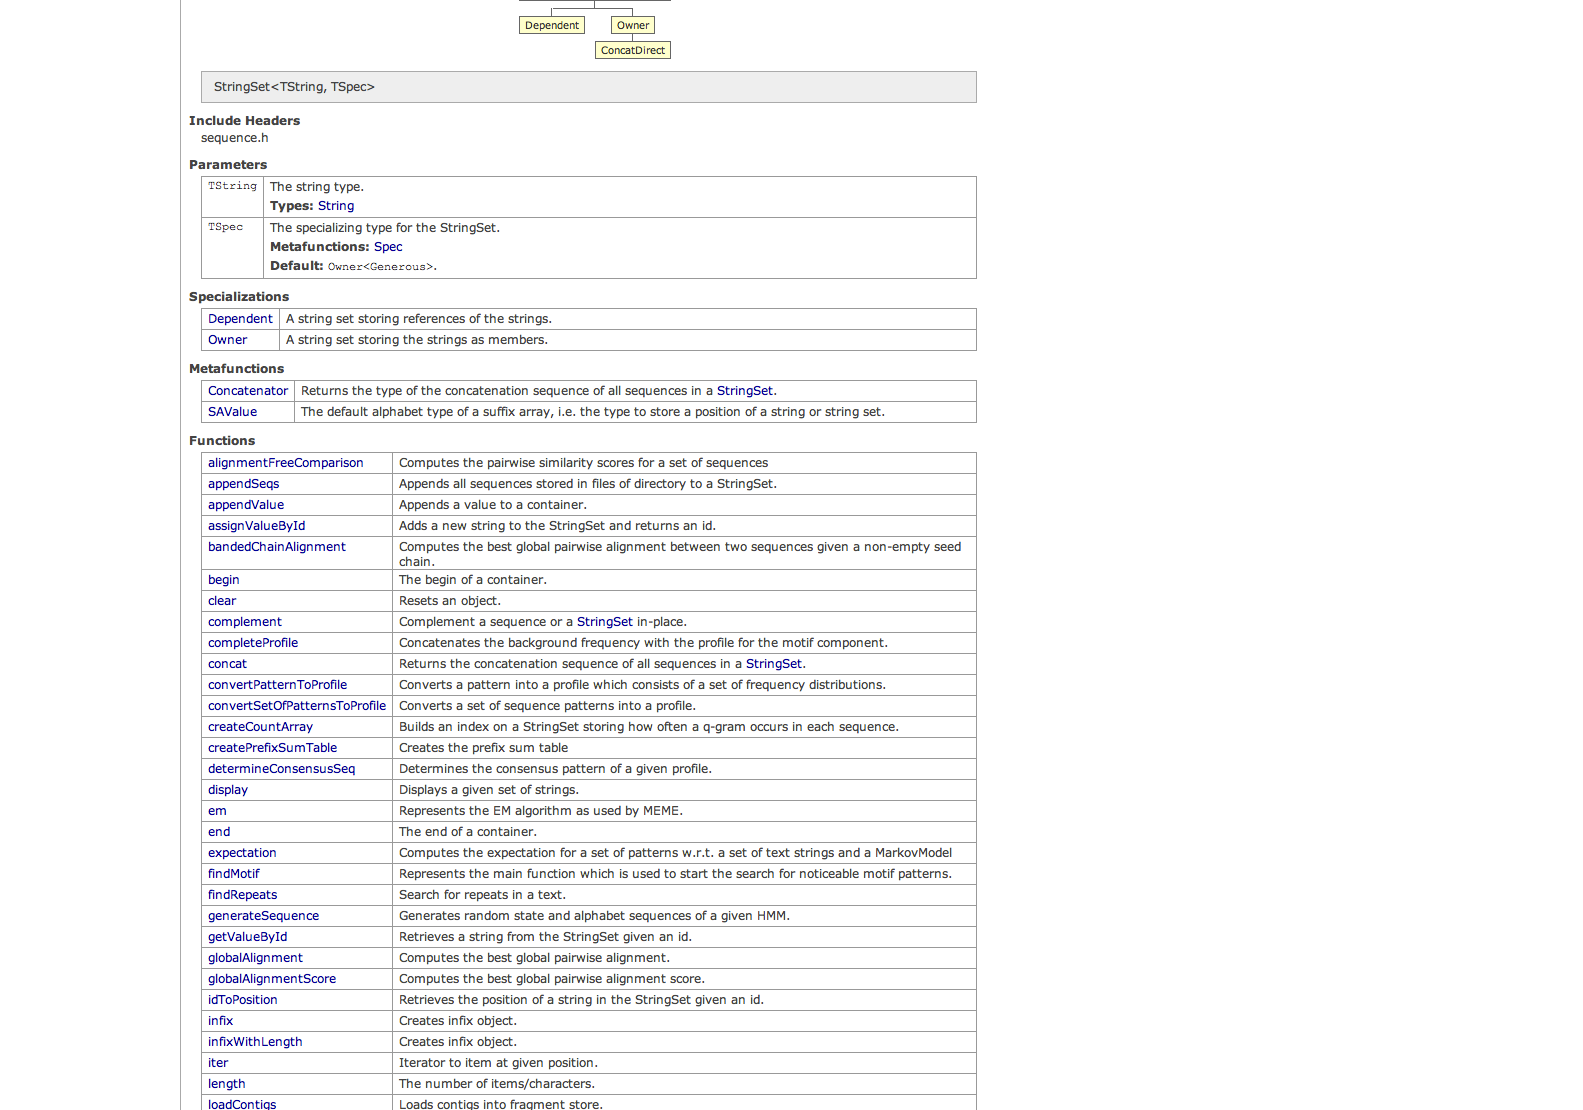 Dependent Owner
ConcatDirect
StringSet<TString, TSpec>
Include Headers
sequence.h
Parameters
TString The string type.
Types: String
TSpec The specializing type for the StringSet.
Metafunctions: Spec
Default: Owner<Generous>.
Specializations
Dependent A string set storing references of the strings.
Owner A string set storing the strings as members.
Metafunctions
Concatenator Returns the type of the concatenation sequence of all sequences in a StringSet.
SAValue The default alphabet type of a suffix array, i.e. the type to store a position of a string or string set.
Functions
alignmentFreeComparison Computes the pairwise similarity scores for a set of sequences
appendSeqs Appends all sequences stored in files of directory to a StringSet.
appendValue Appends a value to a container.
assignValueById Adds a new string to the StringSet and returns an id.
bandedChainAlignment Computes the best global pairwise alignment between two sequences given a non-empty seed
chain.
begin The begin of a container.
clear Resets an object.
complement Complement a sequence or a StringSet in-place.
completeProfile Concatenates the background frequency with the profile for the motif component.
concat Returns the concatenation sequence of all sequences in a StringSet.
convertPatternToProfile Converts a pattern into a profile which consists of a set of frequency distributions.
convertSetOfPatternsToProfile Converts a set of sequence patterns into a profile.
createCountArray Builds an index on a StringSet storing how often a q-gram occurs in each sequence.
createPrefixSumTable Creates the prefix sum table
determineConsensusSeq Determines the consensus pattern of a given profile.
display Displays a given set of strings.
em Represents the EM algorithm as used by MEME.
end The end of a container.
expectation Computes the expectation for a set of patterns w.r.t. a set of text strings and a MarkovModel
findMotif Represents the main function which is used to start the search for noticeable motif patterns.
findRepeats Search for repeats in a text.
generateSequence Generates random state and alphabet sequences of a given HMM.
getValueById Retrieves a string from the StringSet given an id.
globalAlignment Computes the best global pairwise alignment.
globalAlignmentScore Computes the best global pairwise alignment score.
idToPosition Retrieves the position of a string in the StringSet given an id.
infix Creates infix object.
infixWithLength Creates infix object.
iter Iterator to item at given position.
length The number of items/characters.
loadContigs Loads contigs into fragment store.